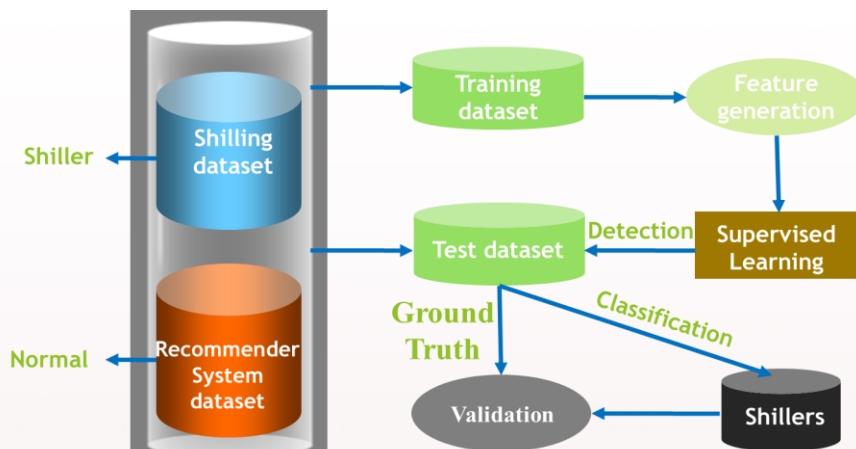 Shilling
dataset
Shiller
Recommender
System
dataset
Normal
Training
dataset
Feature
generation
Test dataset
Detection
Supervised
Learning
Ground
Truth
Classification
Validation
Shillers